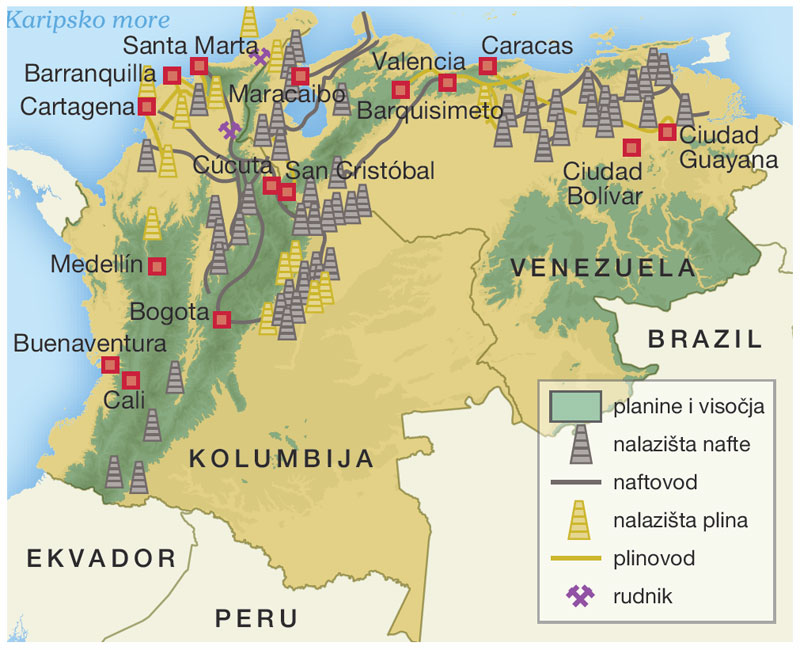 Karipsko more
Santa Marta
Valencia
Caracas
Barranquilla
Maracaibo
Cartagena
Barquisimeto
Ciudad
Guayana
Cúcuta
San Cristóbal
Ciudad
Bolívar
Medellín
VENEZUELA
Bogota
BRAZIL
Buenaventura
Cali
planine i visočja
KOLUMBIJA
nalazišta nafte
naftovod
nalazišta plina
EKVADOR
plinovod
rudnik
PERU